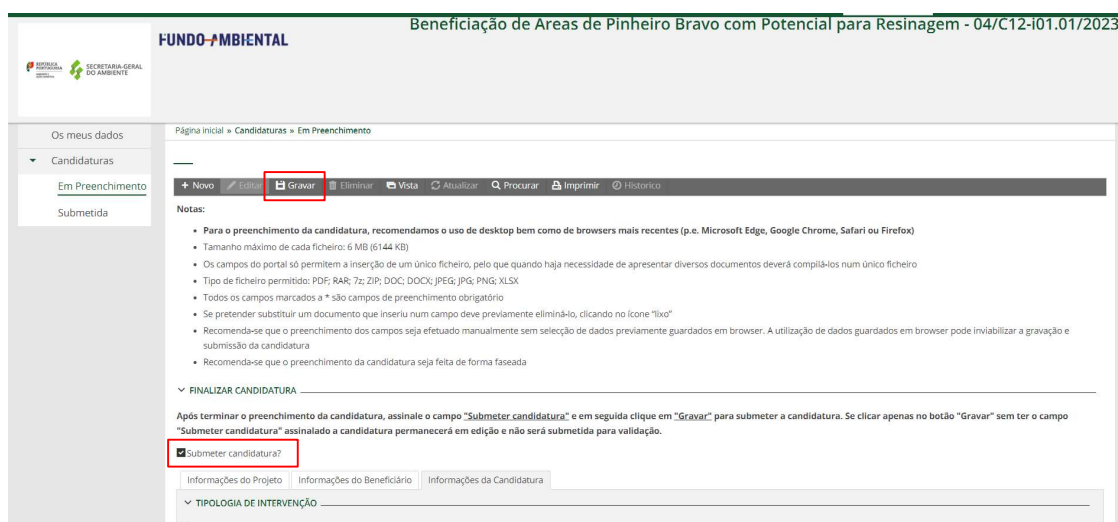 Beneficiação de Areas de Pinheiro Bravo com Potencial para Resinagem - 04/C12-i01.01/2023
FUNDO AMBIENTAL
REPÚBLICA
PORTUGUESA
SECRETARIA-GERAL
DO AMBIENTE
Os meus dados
Candidaturas
Em Preenchimento
Submetida
Página inicial » Candidaturas » Em Preenchimento
+ Novo Editar Gravar Eliminar Vista Atualizar Procurar Imprimir Historico
Notas:
• Para o preenchimento da candidatura, recomendamos o uso de desktop bem como de browsers mais recentes (p.e. Microsoft Edge, Google Chrome, Safari ou Firefox)
• Tamanho máximo de cada ficheiro: 6 MB (6144 KB)
• Os campos do portal só permitem a inserção de um único ficheiro, pelo que quando haja necessidade de apresentar diversos documentos deverá compilá-los num único ficheiro
• Tipo de ficheiro permitido: PDF; RAR; 7z; ZIP; DOC; DOCX; JPEG; JPG; PNG; XLSX
• Todos os campos marcados a * são campos de preenchimento obrigatório
• Se pretender substituir um documento que inseriu num campo deve previamente eliminá-lo, clicando no ícone "lixo"
• Recomenda-se que o preenchimento dos campos seja efetuado manualmente sem selecção de dados previamente guardados em browser. A utilização de dados guardados em browser pode inviabilizar a gravação e
submissão da candidatura
• Recomenda-se que o preenchimento da candidatura seja feita de forma faseada
FINALIZAR CANDIDATURA
Após terminar o preenchimento da candidatura, assinale o campo "Submeter candidatura" e em seguida clique em "Gravar" para submeter a candidatura. Se clicar apenas no botão "Gravar" sem ter o campo
"Submeter candidatura" assinalado a candidatura permanecerá em edição e não será submetida para validação.
Submeter candidatura?
Informações do Projeto Informações do Beneficiário Informações da Candidatura
TIPOLOGIA DE INTERVENÇÃO